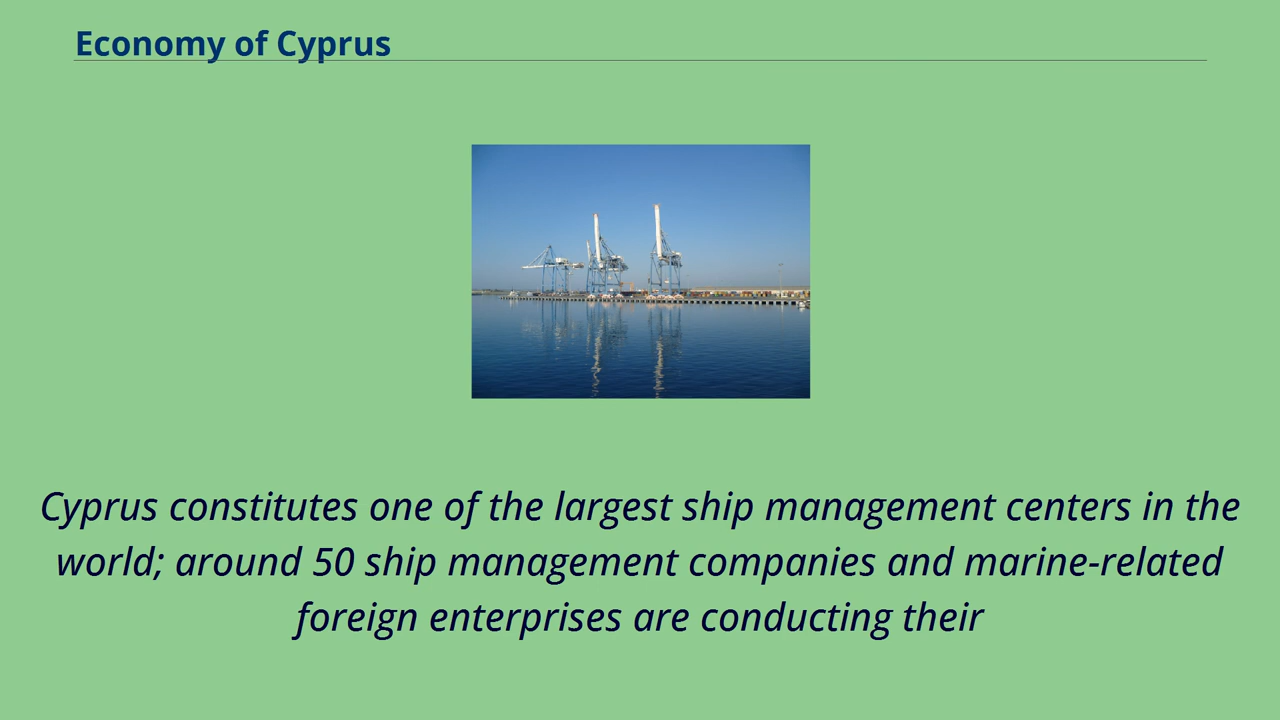 Economy of Cyprus
Cyprus constitutes one of the largest ship management centers in the
world; around 50 ship management companies and marine-related
foreign enterprises are conducting their